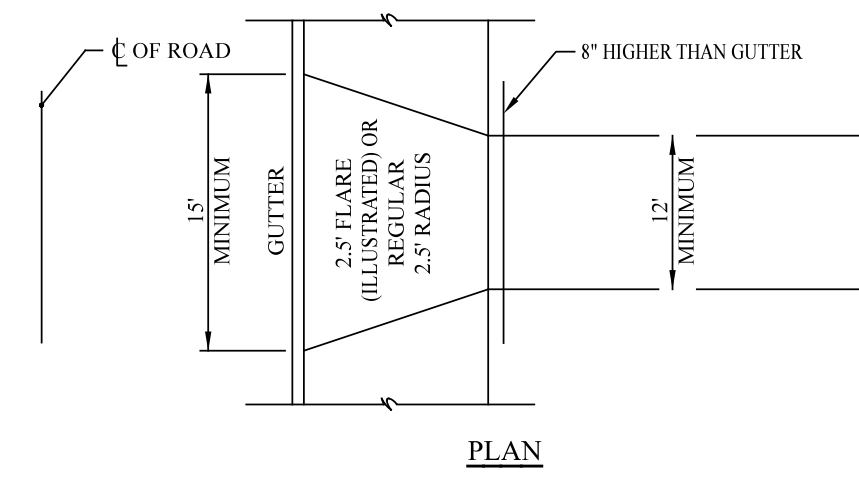 ℄ OF ROAD
8" HIGHER THAN GUTTER
15'
MINIMUM
GUTTER
2.5' FLARE
(ILLUSTRATED) OR
REGULAR
2.5' RADIUS
12'
MINIMUM
PLAN